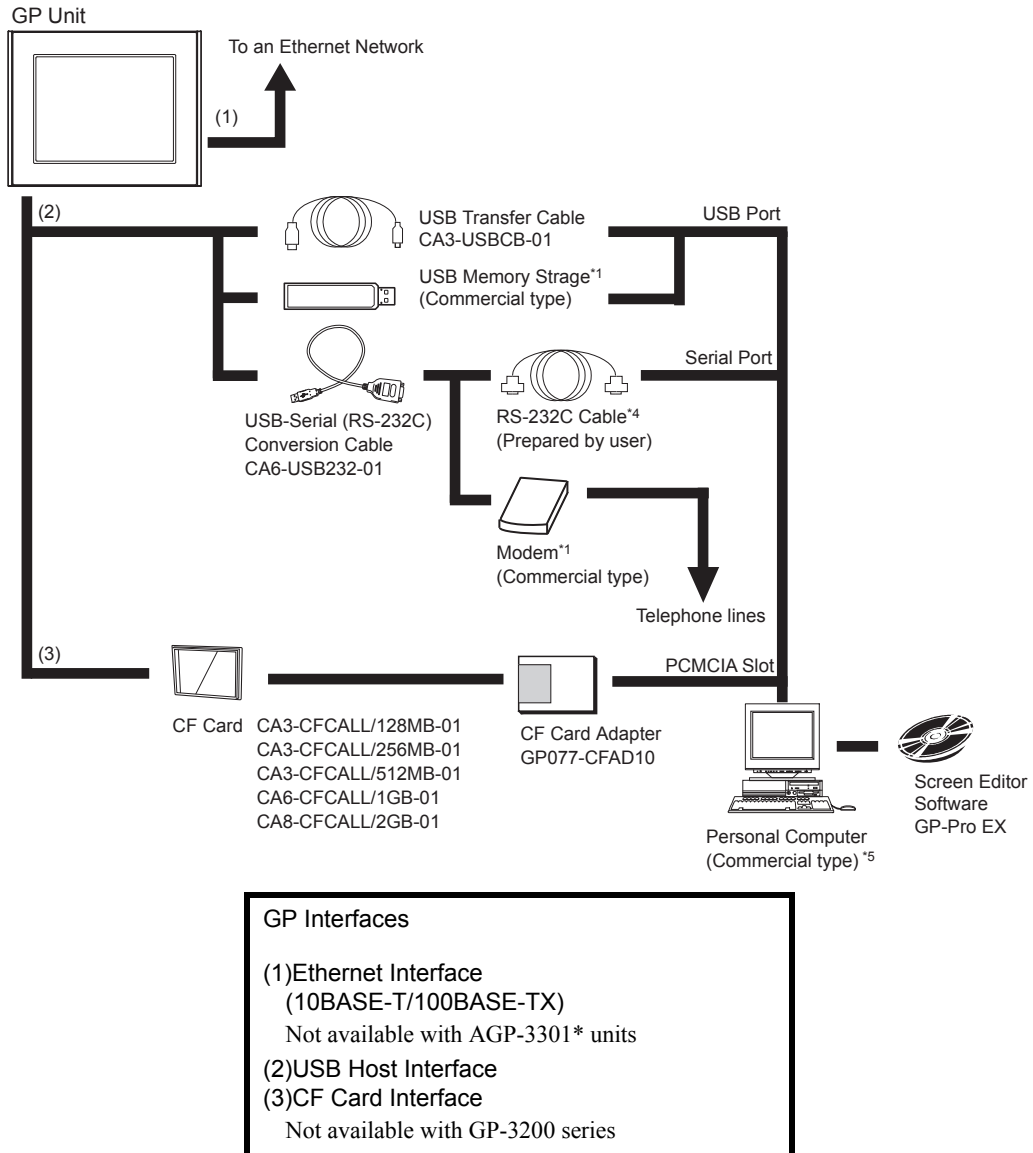 GP Unit
To an Ethernet Network
(1)
(2)
USB Transfer Cable
CA3-USBCB-01
USB Port
USB Memory Strage*1
(Commercial type)
Serial Port
USB-Serial (RS-232C)
Conversion Cable
CA6-USB232-01
RS-232C Cable*4
(Prepared by user)
Modem*1
(Commercial type)
Telephone lines
(3)
PCMCIA Slot
CF Card
CA3-CFCALL/128MB-01
CA3-CFCALL/256MB-01
CA3-CFCALL/512MB-01
CA6-CFCALL/1GB-01
CA8-CFCALL/2GB-01
CF Card Adapter
GP077-CFAD10
Personal Computer
(Commercial type) *5
Screen Editor
Software
GP-Pro EX
GP Interfaces
(1)Ethernet Interface
(10BASE-T/100BASE-TX)
Not available with AGP-3301* units
(2)USB Host Interface
(3)CF Card Interface
Not available with GP-3200 series